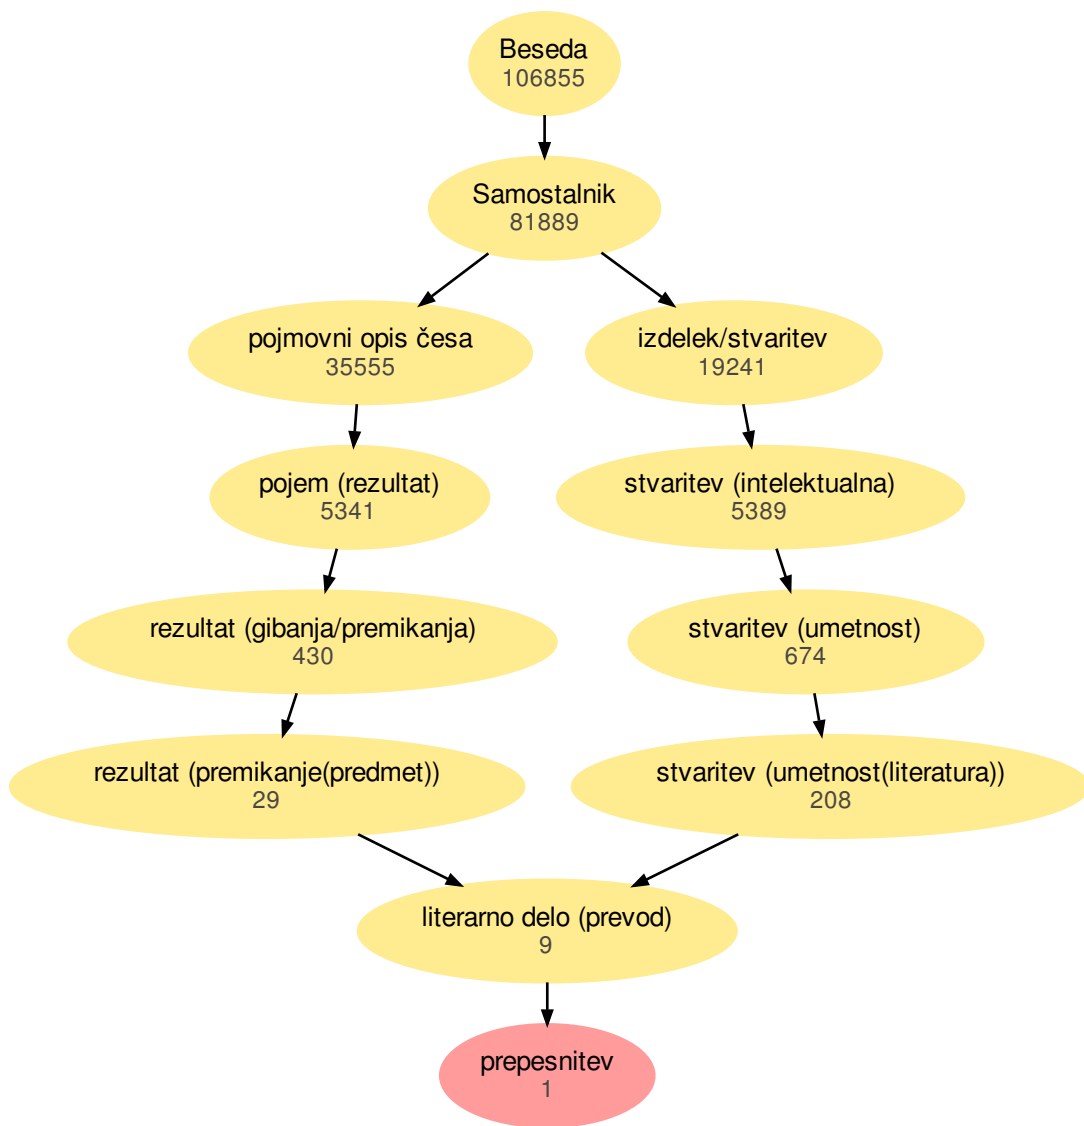 Beseda
106855
Samostalnik
81889
pojmovni opis česa
35555
izdelek/stvaritev
19241
pojem (rezultat)
5341
stvaritev (intelektualna)
5389
rezultat (gibanja/premikanja)
430
stvaritev (umetnost)
674
rezultat (premikanje(predmet))
29
stvaritev (umetnost(literatura))
208
literarno delo (prevod)
9
prepesnitev
1